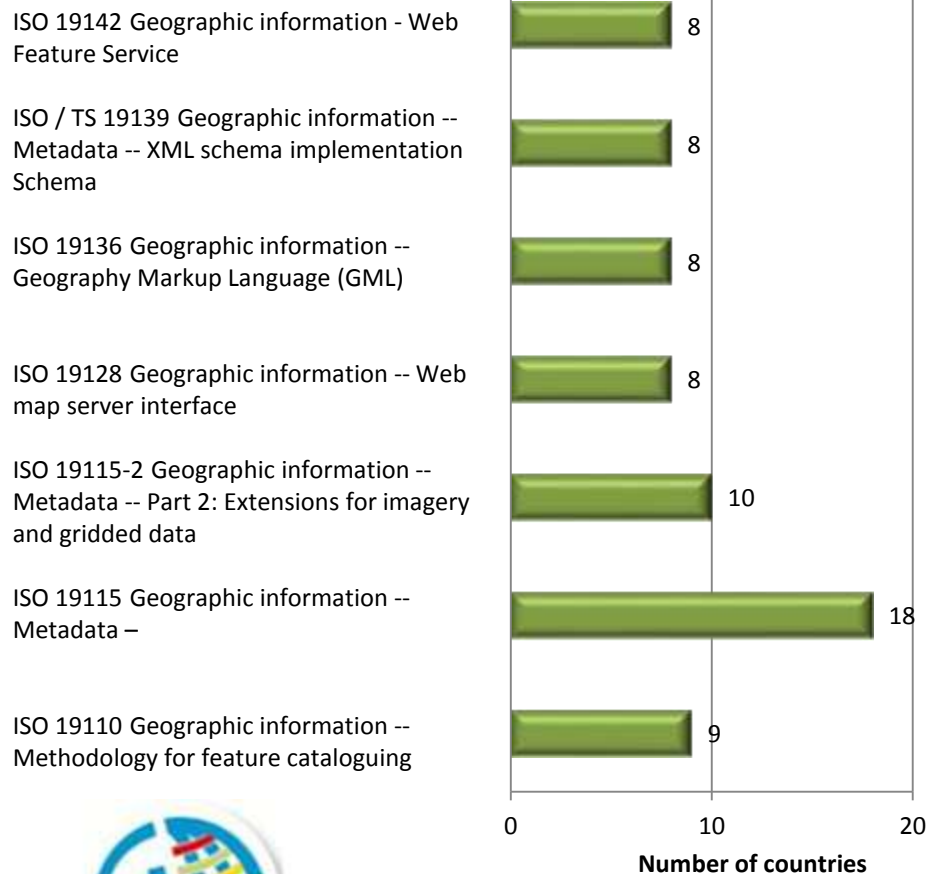 ISO 19142 Geographic information - Web
Feature Service
8
ISO / TS 19139 Geographic information --
Metadata -- XML schema implementation
Schema
8
ISO 19136 Geographic information --
Geography Markup Language (GML)
8
ISO 19128 Geographic information -- Web
map server interface
8
ISO 19115-2 Geographic information --
Metadata -- Part 2: Extensions for imagery
and gridded data
10
ISO 19115 Geographic information --
Metadata –
18
ISO 19110 Geographic information --
Methodology for feature cataloguing
9
0 10 20
Number of countries